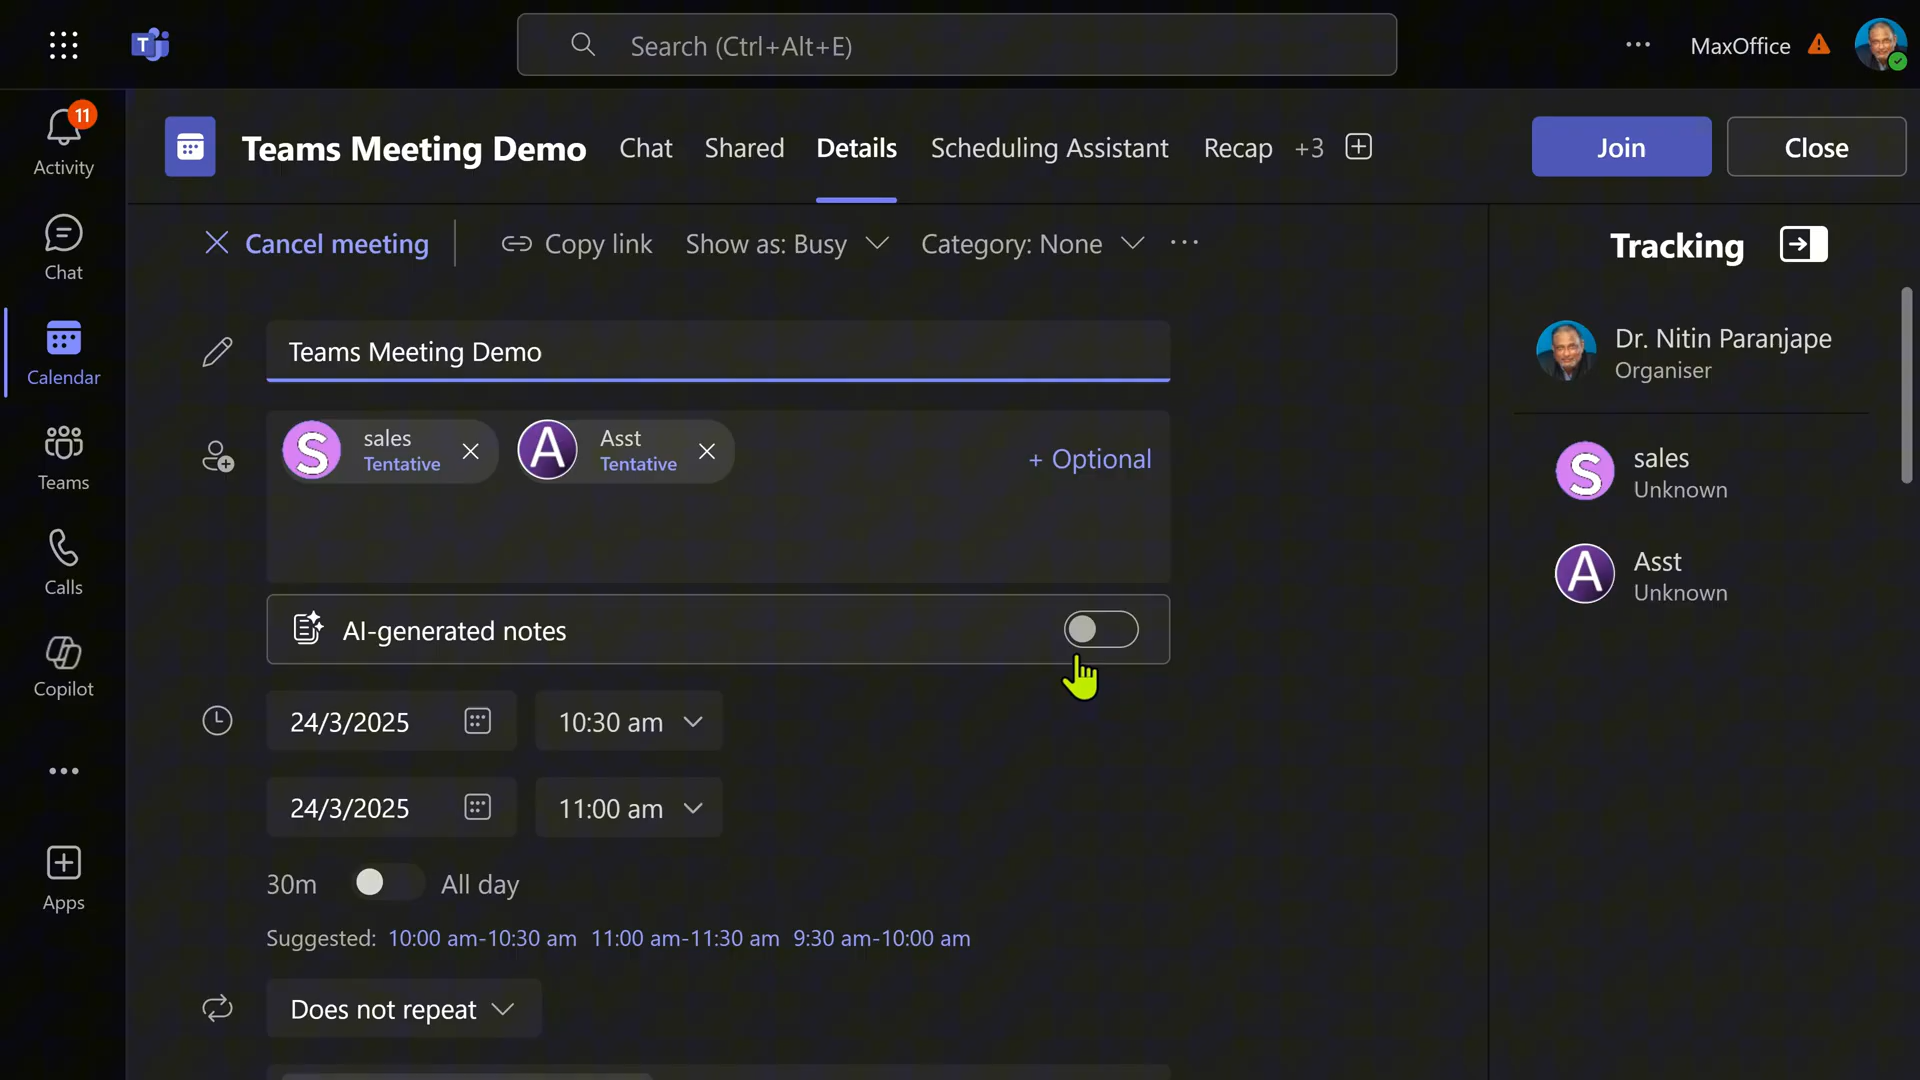 T
Search (Ctrl+Alt+E)
MaxOffice
11
Activity
Chat
Calendar
Teams
Calls
Copilot
Apps
Teams Meeting Demo
Chat
Shared
Details
Scheduling Assistant
Recap
+3
Join
Close
Cancel meeting
Copy link
Show as: Busy
Category: None
Teams Meeting Demo
S
sales
Tentative
A
Asst
Tentative
+ Optional
AI-generated notes
24/3/2025
10:30 am
24/3/2025
11:00 am
30m
All day
Suggested: 10:00 am-10:30 am 11:00 am-11:30 am 9:30 am-10:00 am
Does not repeat
Tracking
Dr. Nitin Paranjape
Organiser
S
sales
Unknown
A
Asst
Unknown